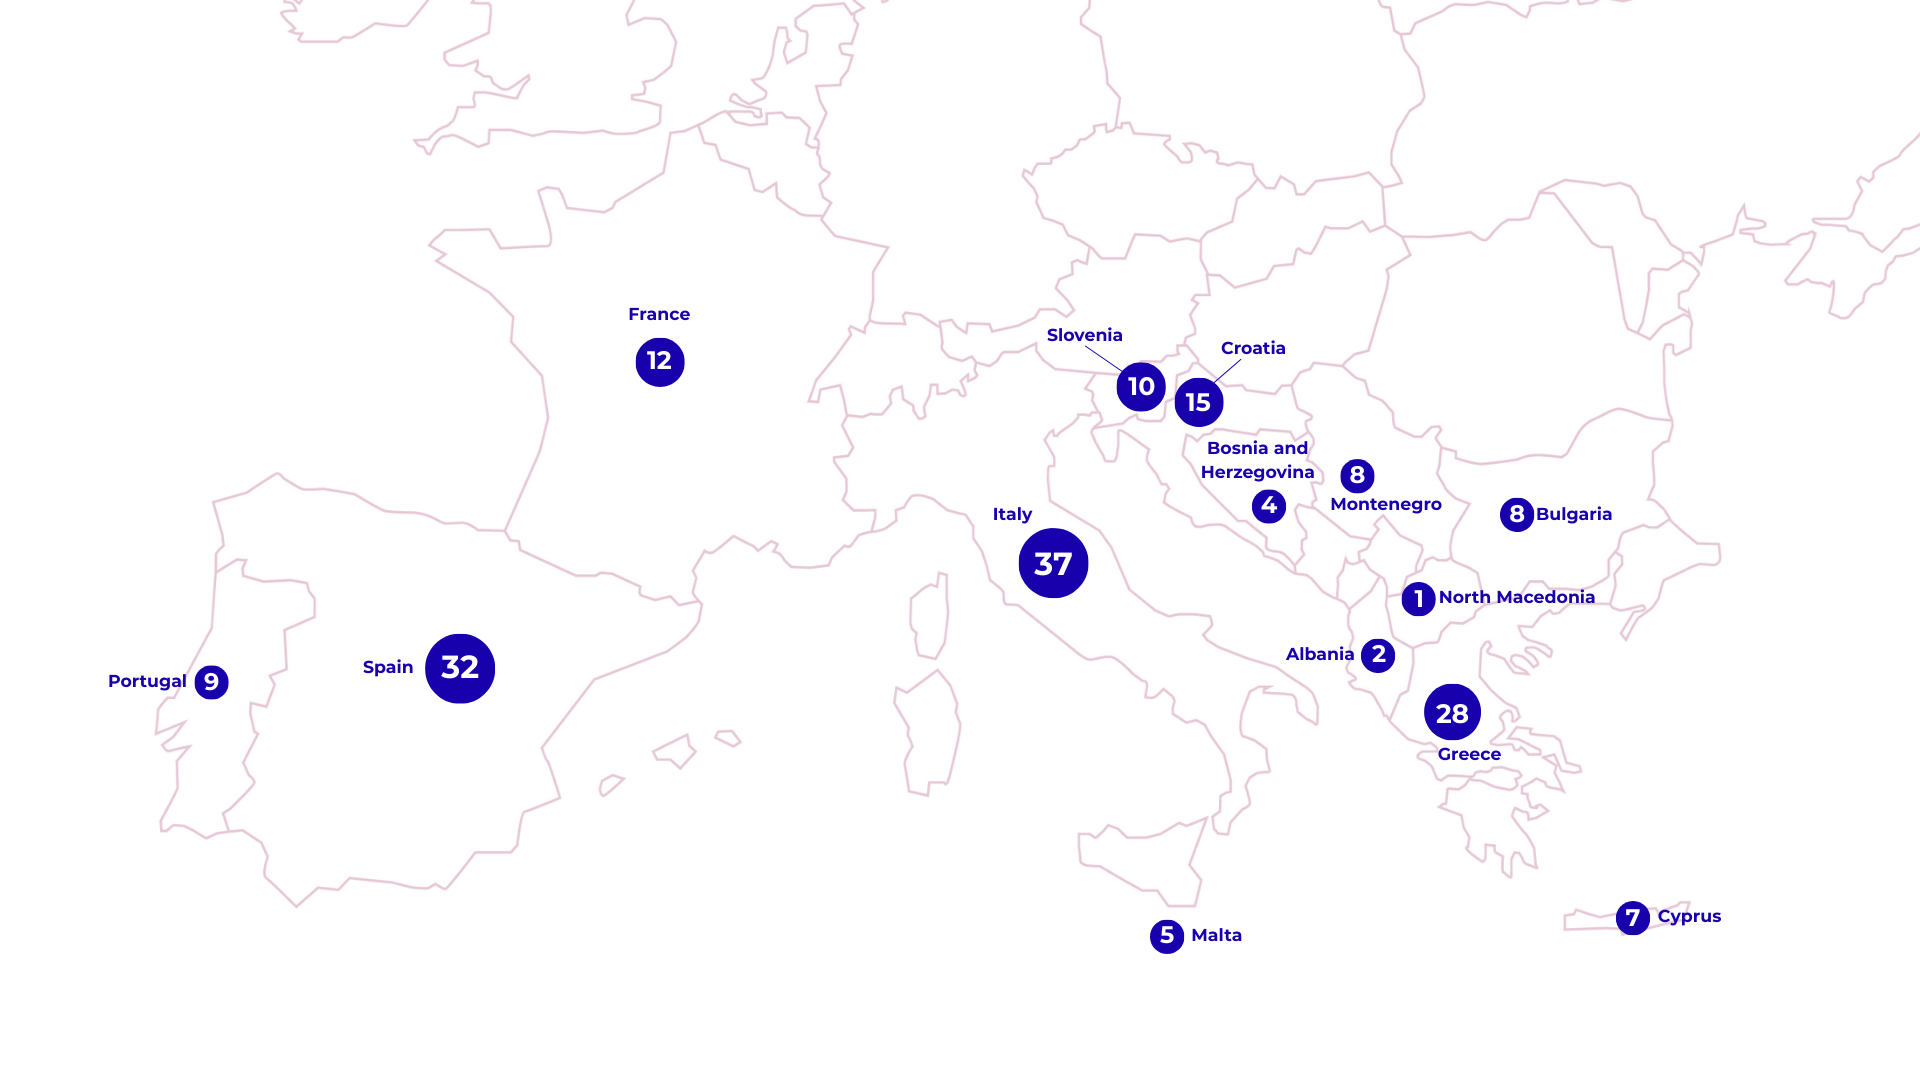 France
12
Slovenia
10
Croatia
15
Bosnia and
Herzegovina
4
8
Montenegro
8 Bulgaria
Italy
37
1 North Macedonia
Albania 2
Spain 32
Portugal 9
28
Greece
7 Cyprus
5 Malta